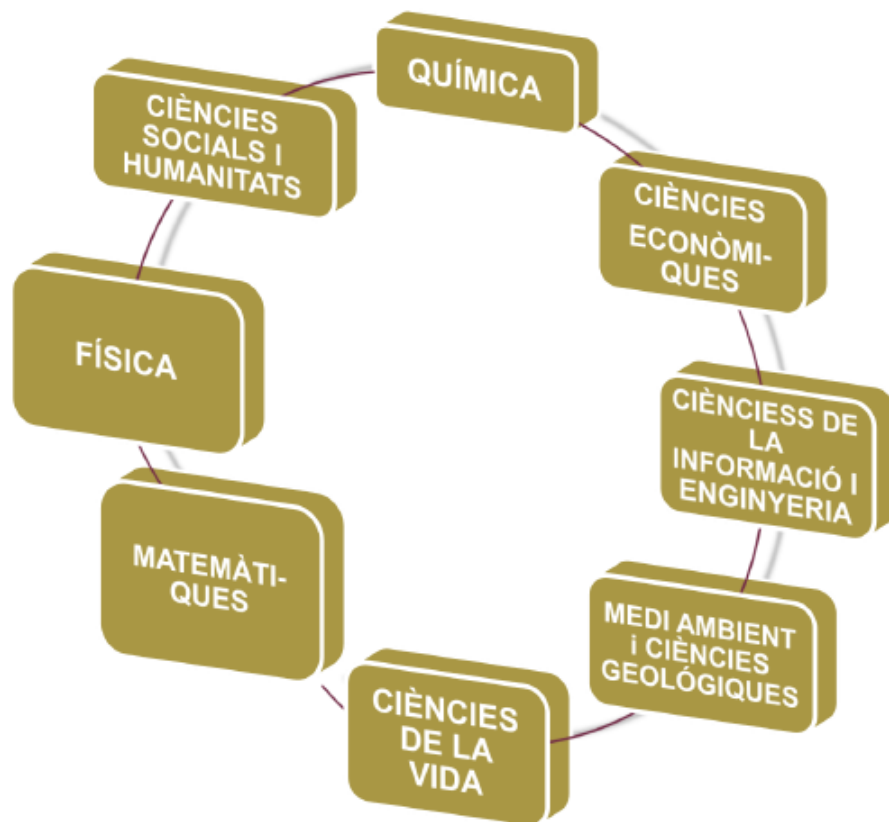 QUÍMICA
CIÈNCIES
SOCIALS I
HUMANITATS
CIÈNCIES
ECONÒMI-
QUES
FÍSICA
CIÈNCIESS DE
LA
INFORMACIÓ I
ENGINYERIA
MATEMÀTI-
QUES
MEDI AMBIENT
i CIÈNCIES
GEOLÓGIQUES
CIÈNCIES
DE LA
VIDA